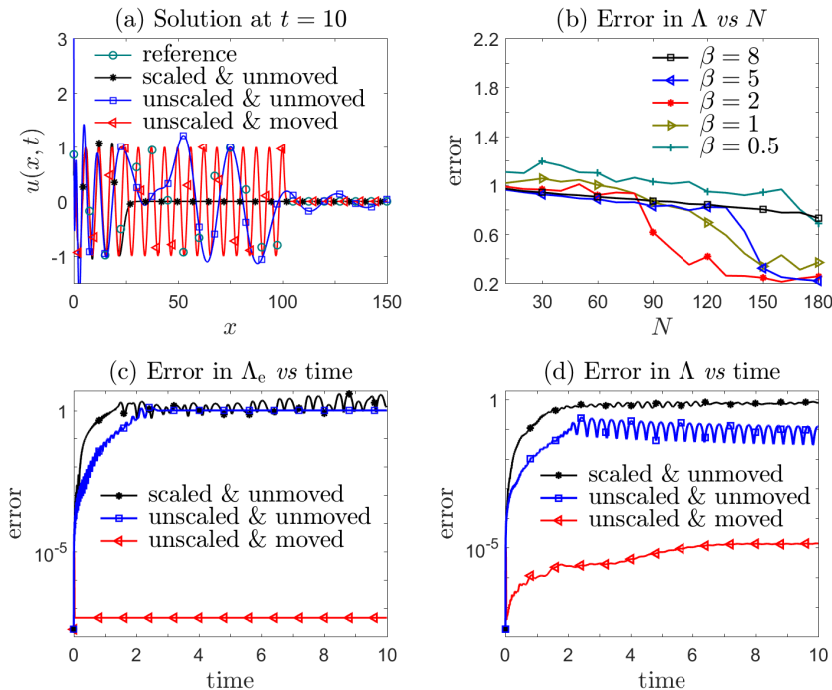 (a) Solution at t = 10
3
2
1
0
-1
u(x, t)
reference
scaled & unmoved
unscaled & unmoved
unscaled & moved
0 50 100 150
x
(b) Error in Λ vs N
2.2
1.8
1.4
1
0.6
0.2
error
β = 8
β = 5
β = 2
β = 1
β = 0.5
30 60 90 120 150 180
N
(c) Error in Λe vs time
1
10^-5
error
scaled & unmoved
unscaled & unmoved
unscaled & moved
0 2 4 6 8 10
time
(d) Error in Λ vs time
1
10^-5
error
scaled & unmoved
unscaled & unmoved
unscaled & moved
0 2 4 6 8 10
time